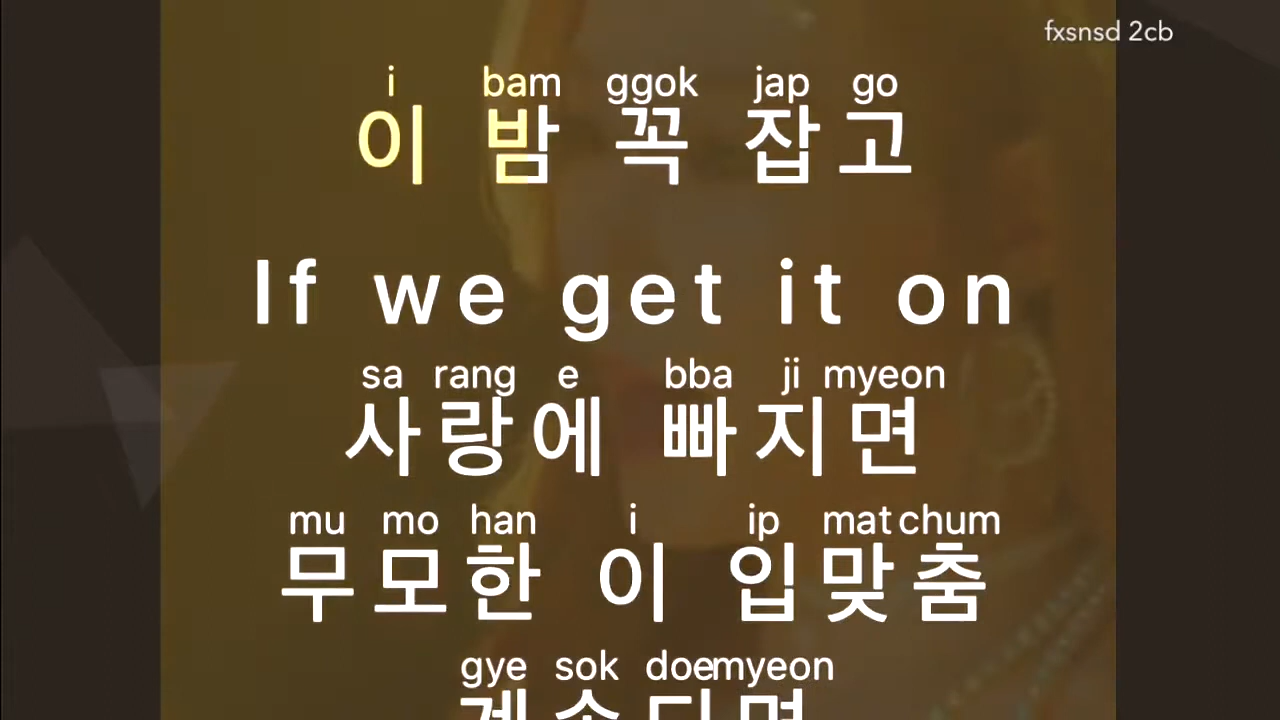 fxsnsd 2cb
i bam ggok jap go
이 밤 꼭 잡고
If we get it on
sa rang e bba ji myeon
사랑에 빠지면
mu mo han i ip mat chum
무모한 이 입맞춤
gye sok doemyeon